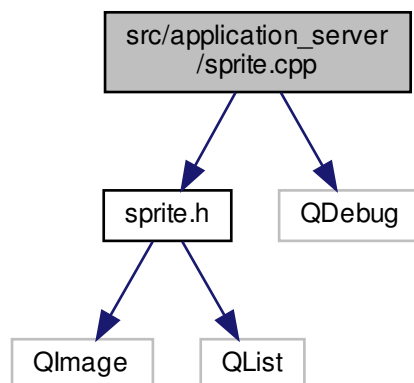 src/application_server
/sprite.cpp
sprite.h
QDebug
QImage
QList